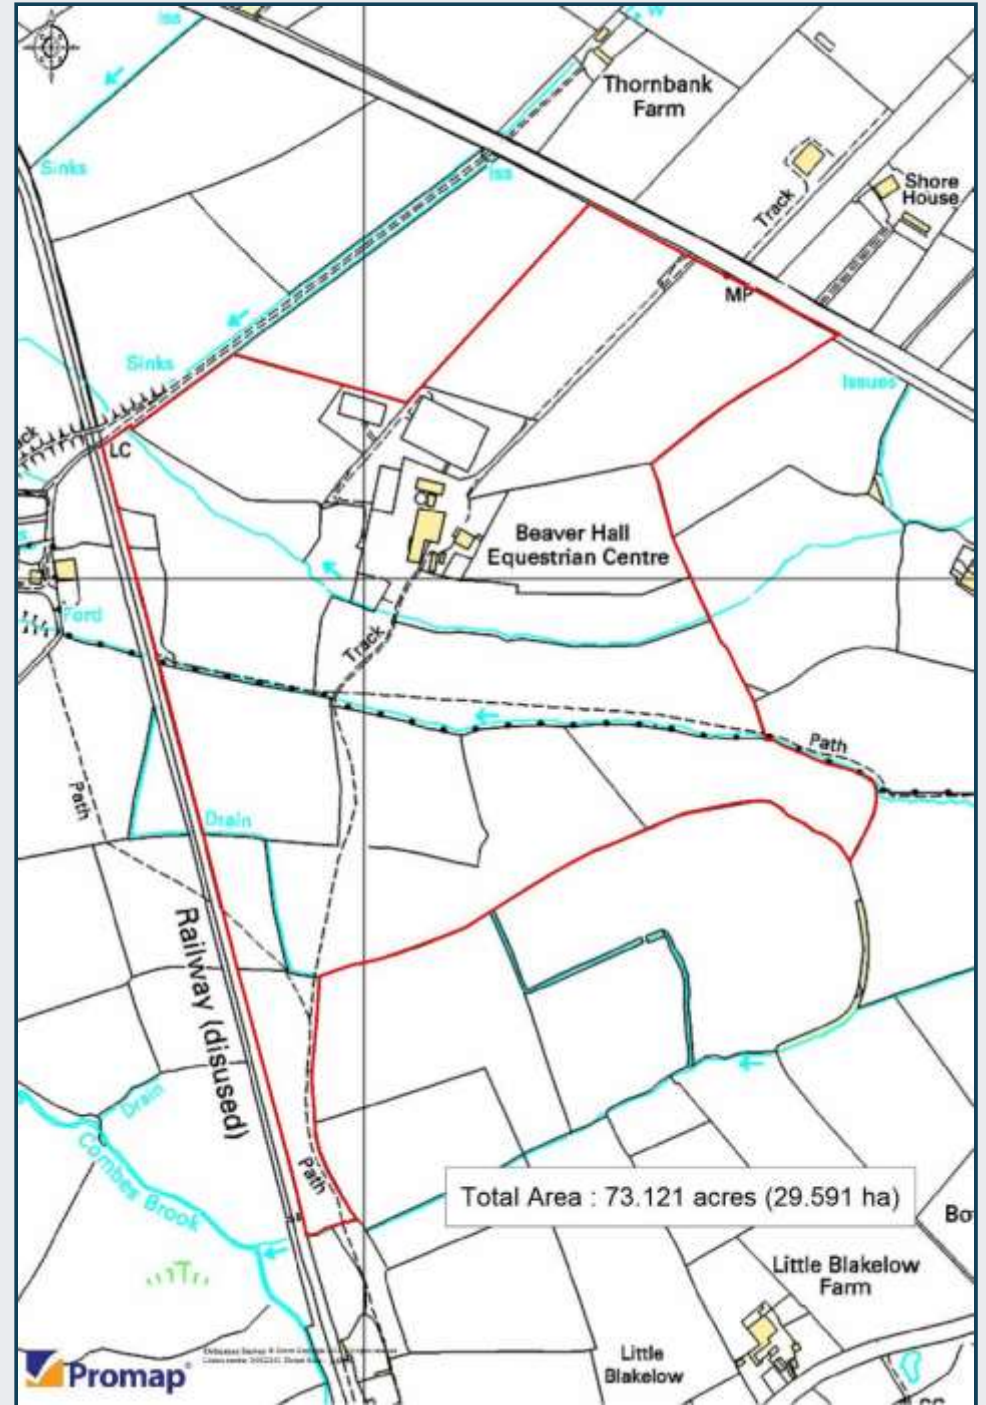 Iss
Thornbank
Farm
Sinks
Iss
Shore
House
Track
MP
Issues
Sinks
LC
Beaver Hall
Equestrian Centre
Ford
Track
Path
Path
Drain
Railway (disused)
Drain
Combes Brook
Path
Total Area : 73.121 acres (29.591 ha)
Little Blakelow
Farm
Little
Blakelow
Promap